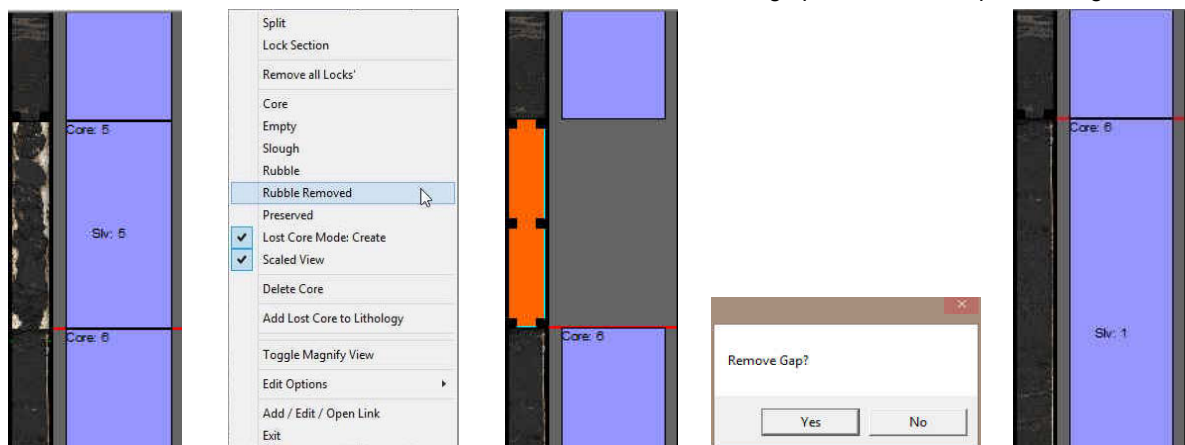 Core: 5
Slv: 5
Core: 6
Split
Lock Section
Remove all Locks'
Core
Empty
Slough
Rubble
Rubble Removed
Preserved
Lost Core Mode: Create
Scaled View
Delete Core
Add Lost Core to Lithology
Toggle Magnify View
Edit Options
Add / Edit / Open Link
Exit
Core: 6
Remove Gap?
Yes No
Core: 6
Slv: 1